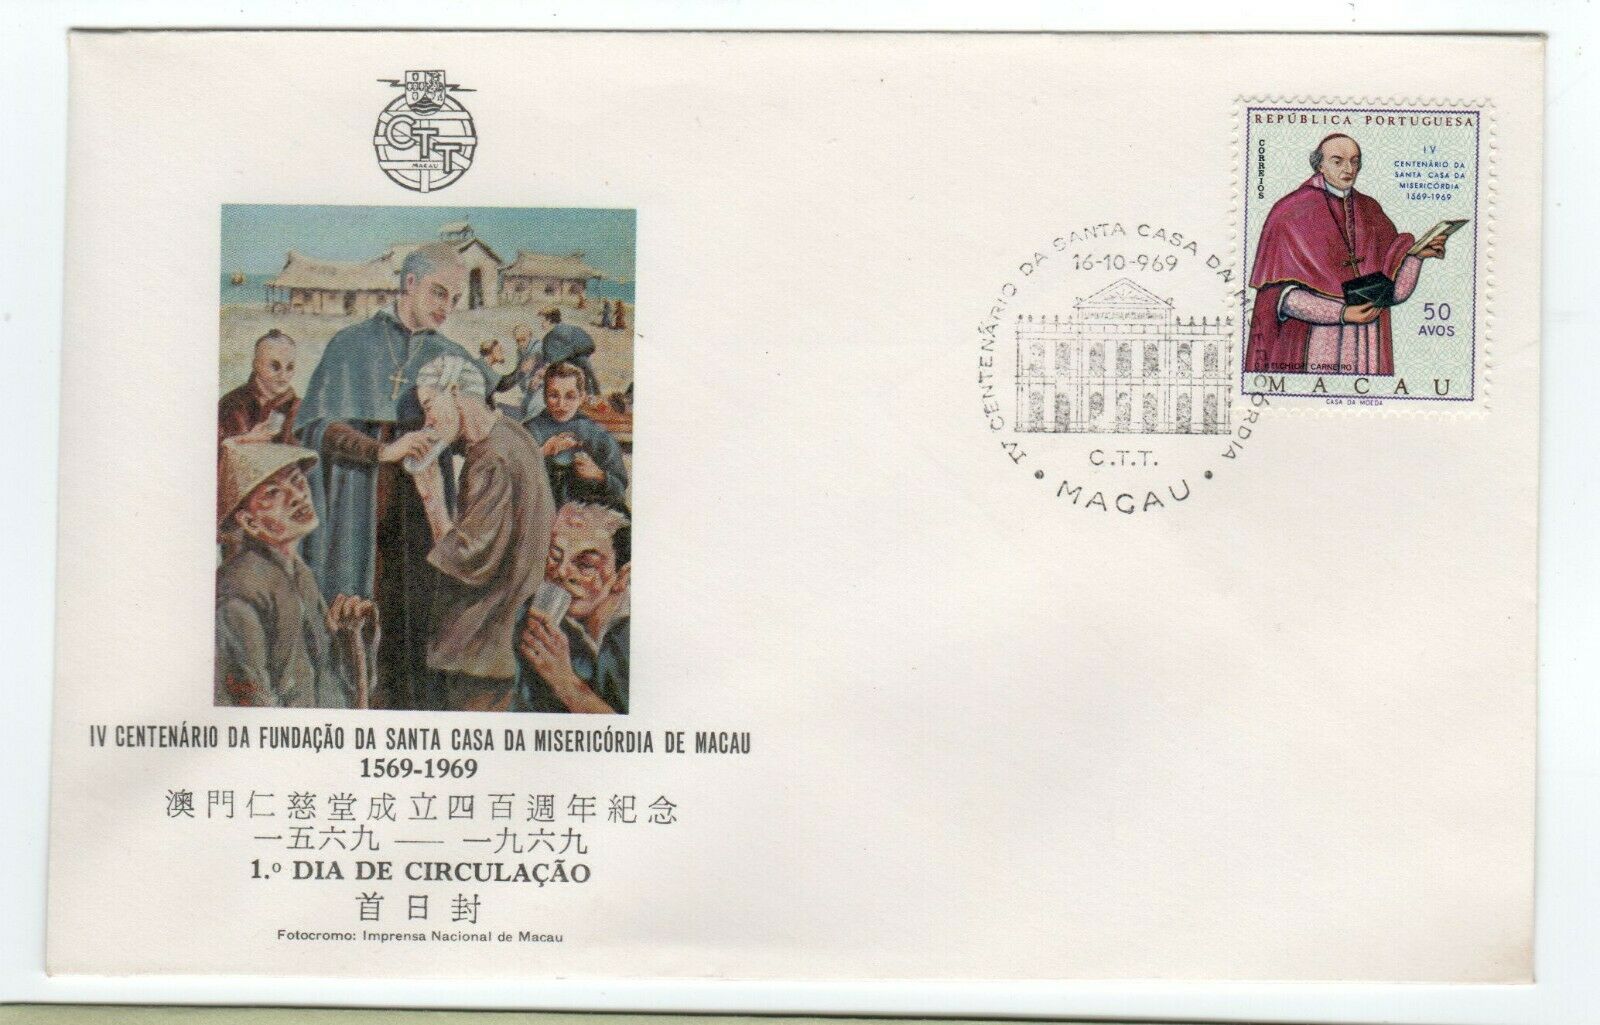 CTT
MACAU
IV CENTENÁRIO DA FUNDAÇÃO DA SANTA CASA DA MISERICÓRDIA DE MACAU
1569-1969
澳門仁慈堂成立四百週年紀念
一五六九 — 一九六九
1.º DIA DE CIRCULAÇÃO
首日封
Fotocromo: Imprensa Nacional de Macau
IV CENTENÁRIO DA SANTA CASA DA MISERICÓRDIA
16-10-969
C.T.T.
• MACAU •
REPÚBLICA PORTUGUESA
CORREIOS
IV
CENTENÁRIO DA
SANTA CASA DA
MISERICÓRDIA
1569-1969
50
AVOS
D. MELCHIOR CARNEIRO
MACAU
CASA DA MOEDA